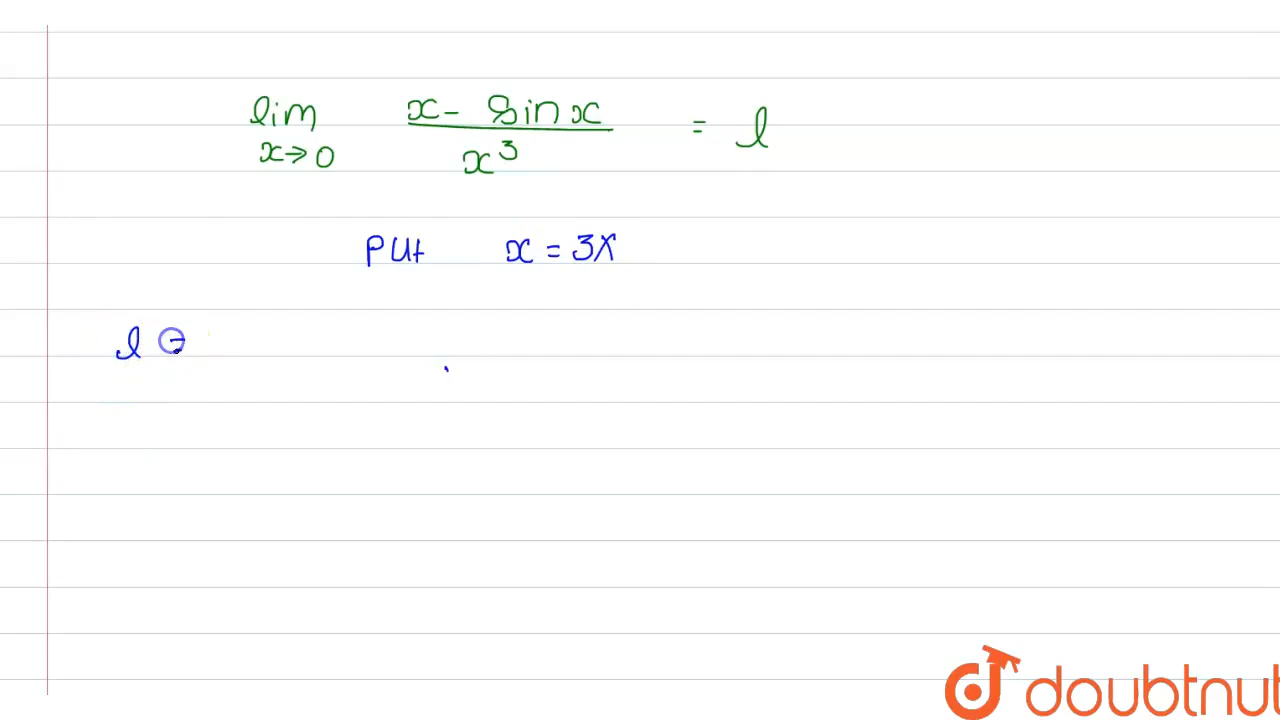 lim x→0 x - sin x / x³ = l
Put x = 3X
l =
doubtnut